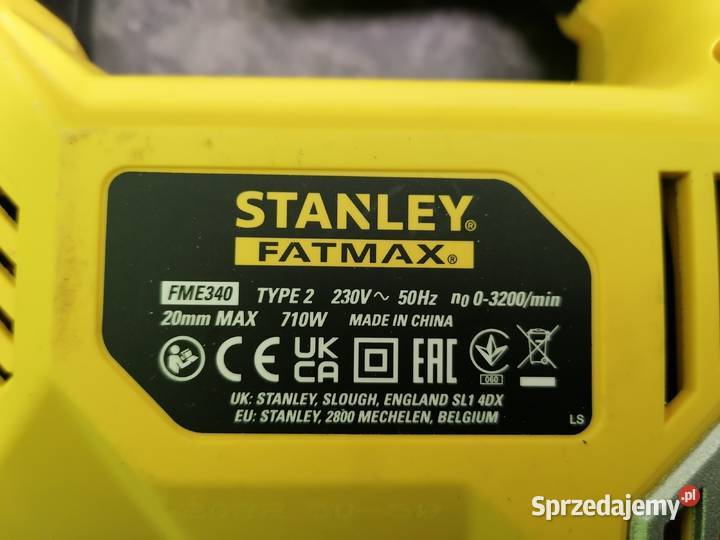 STANLEY®
FATMAX®
FME340 TYPE 2 230V~ 50Hz n0 0-3200/min
20mm MAX 710W MADE IN CHINA
CE UK CA EAC 060
UK: STANLEY, SLOUGH, ENGLAND SL1 4DX
EU: STANLEY, 2800 MECHELEN, BELGIUM
LS
Sprzedajemy.pl